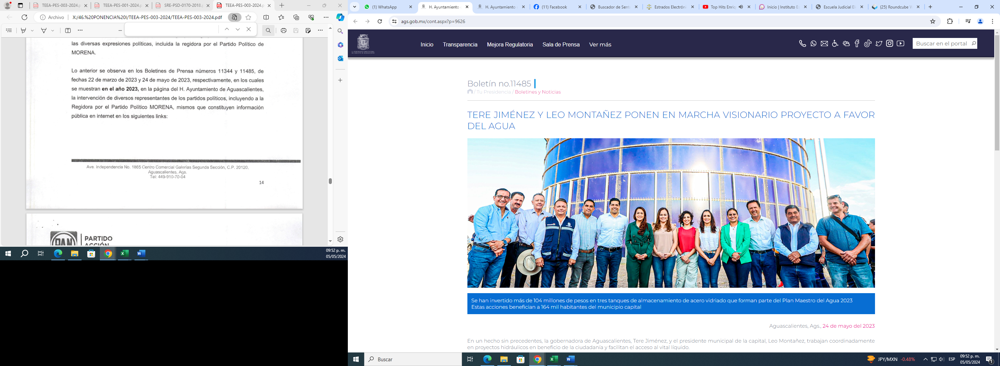 TEEA-PES-003-2024.p
TEEA-PES-001-2024.p
SRE-PSD-0170-2018.p
TEEA-PES-003-2024.p
Archivo
X:/46.%20PONENCIA%20I/TEEA-PES-003-2024/TEEA-PES-003-2024.pdf
las diversas expresiones políticas, incluida la regidora por el Partido Político de
MORENA.
Lo anterior se observa en los Boletines de Prensa números 11344 y 11485, de
fechas 22 de marzo de 2023 y 24 de mayo de 2023, respectivamente, en los cuales
se muestran en el año 2023, en la página del H. Ayuntamiento de Aguascalientes,
la intervención de diversos representantes de los partidos políticos, incluyendo a la
Regidora por el Partido Político MORENA, mismos que constituyen información
pública en internet en los siguientes links:
Ave. Independencia No. 1865 Centro Comercial Galerías Segunda Sección, C.P. 20120,
Aguascalientes, Ags.
Tel: 449-910-70-04
14
PAN
PARTIDO
ACCIÓN
09:52 p. m.
05/05/2024
(1) WhatsApp
H. Ayuntamiento
H. Ayuntamiento
(11) Facebook
Buscador de Sent
Estrados Electróni
Top Hits Enriq
Inicio | Instituto Es
Escuela Judicial El
(25) Roundcube W
ags.gob.mx/cont.aspx?p=9626
Inicio
Transparencia
Mejora Regulatoria
Sala de Prensa
Ver más
Buscar en el portal
Boletín no.11485
/ Tu Presidencia / Boletines y Noticias
TERE JIMÉNEZ Y LEO MONTAÑEZ PONEN EN MARCHA VISIONARIO PROYECTO A FAVOR
DEL AGUA
Se han invertido más de 104 millones de pesos en tres tanques de almacenamiento de acero vidriado que forman parte del Plan Maestro del Agua 2023
Estas acciones benefician a 164 mil habitantes del municipio capital
Aguascalientes, Ags., 24 de mayo del 2023
En un hecho sin precedentes, la gobernadora de Aguascalientes, Tere Jiménez, y el presidente municipal de la capital, Leo Montañez, trabajan coordinadamente
en proyectos hidráulicos en beneficio de la ciudadanía y facilitan el acceso al vital líquido.
Buscar
JPY/MXN -0.48%
ESP
09:52 p. m.
05/05/2024
1